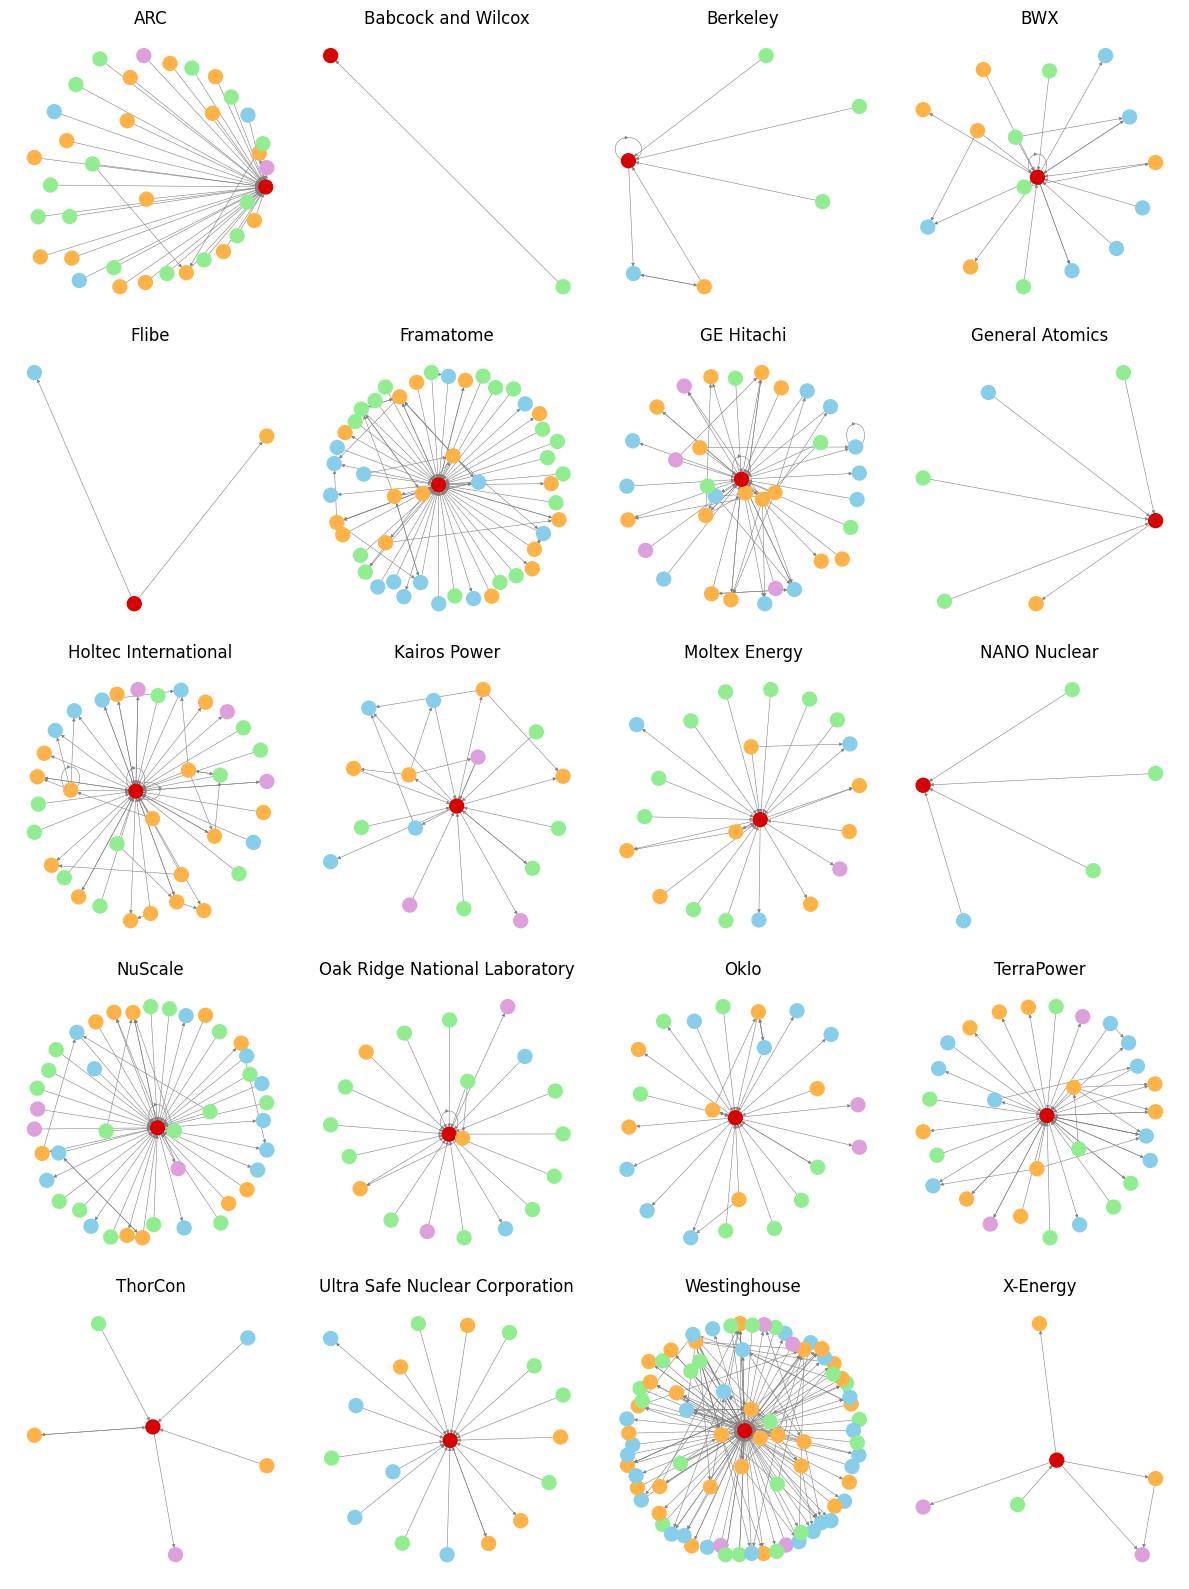 ARC
Babcock and Wilcox
Berkeley
BWX
Flibe
Framatome
GE Hitachi
General Atomics
Holtec International
Kairos Power
Moltex Energy
NANO Nuclear
NuScale
Oak Ridge National Laboratory
Oklo
TerraPower
ThorCon
Ultra Safe Nuclear Corporation
Westinghouse
X-Energy